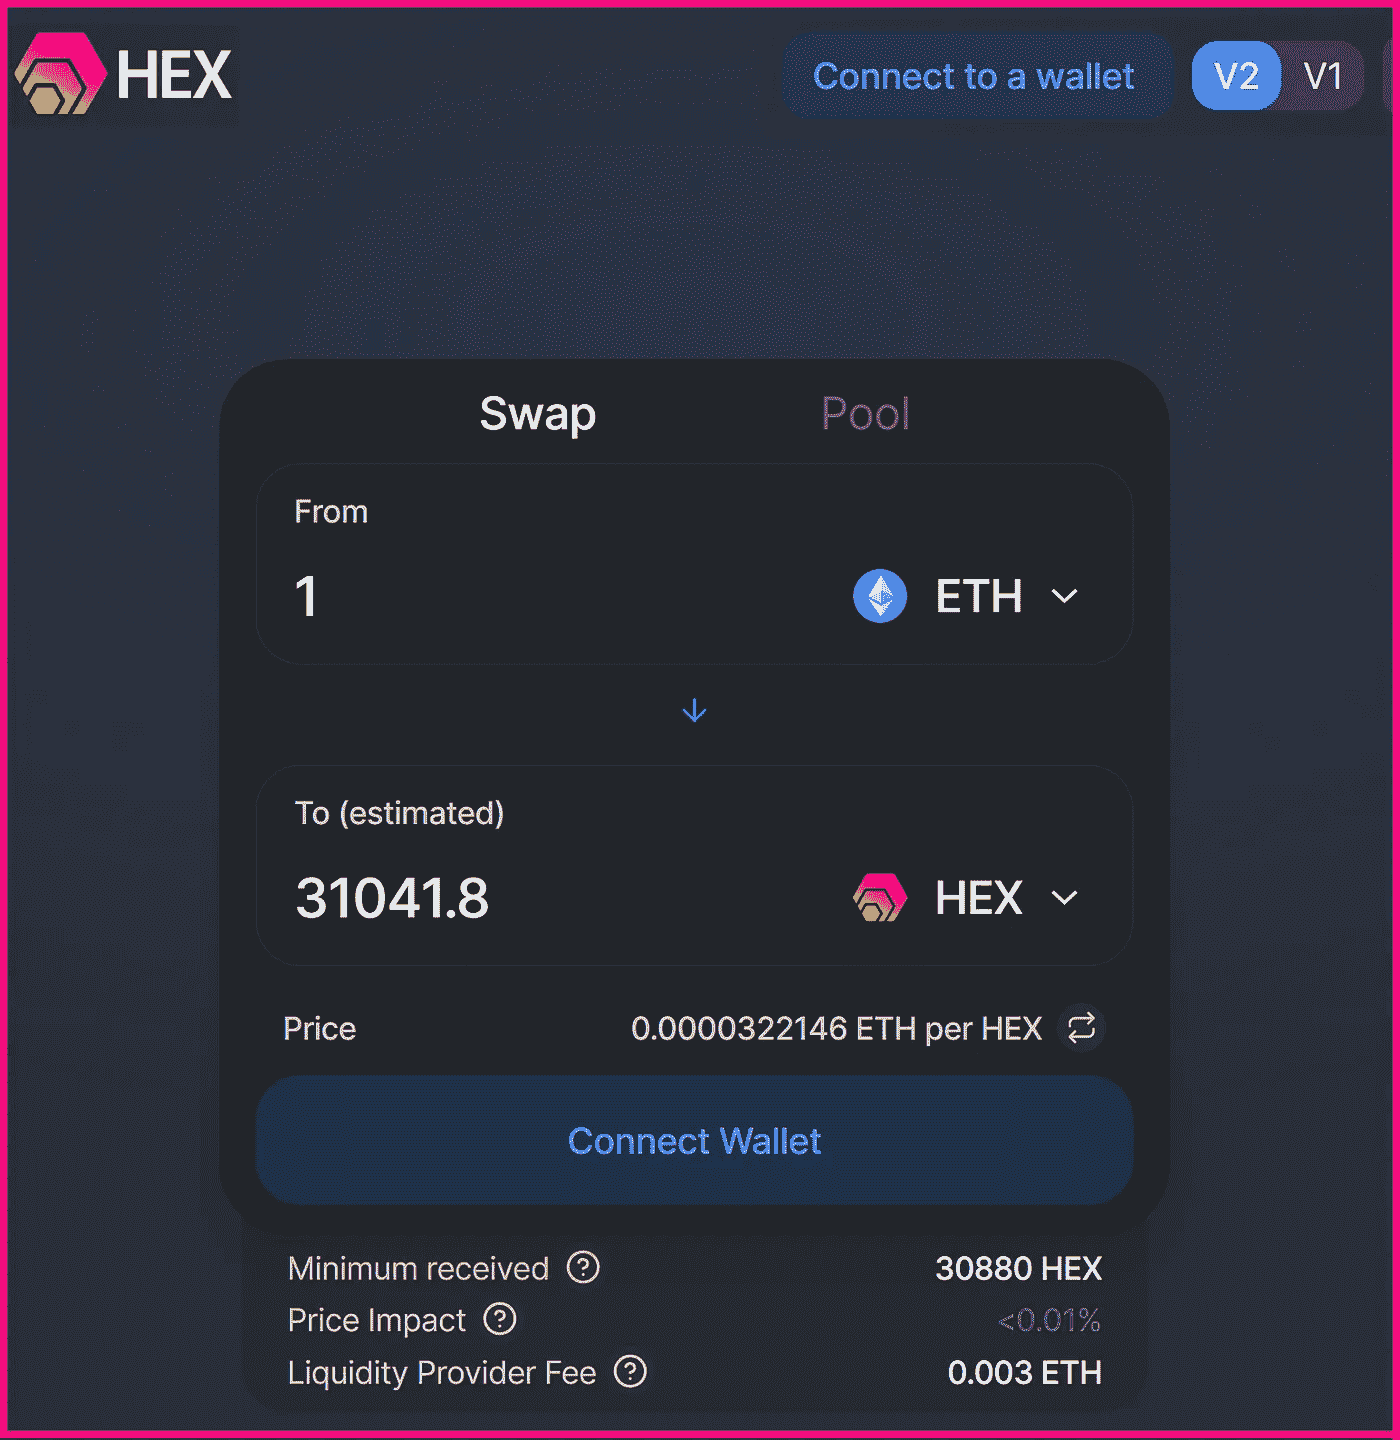 HEX
Connect to a wallet
V2 V1
Swap Pool
From
1 ETH
To (estimated)
31041.8 HEX
Price 0.0000322146 ETH per HEX
Connect Wallet
Minimum received ? 30880 HEX
Price Impact ? <0.01%
Liquidity Provider Fee ? 0.003 ETH